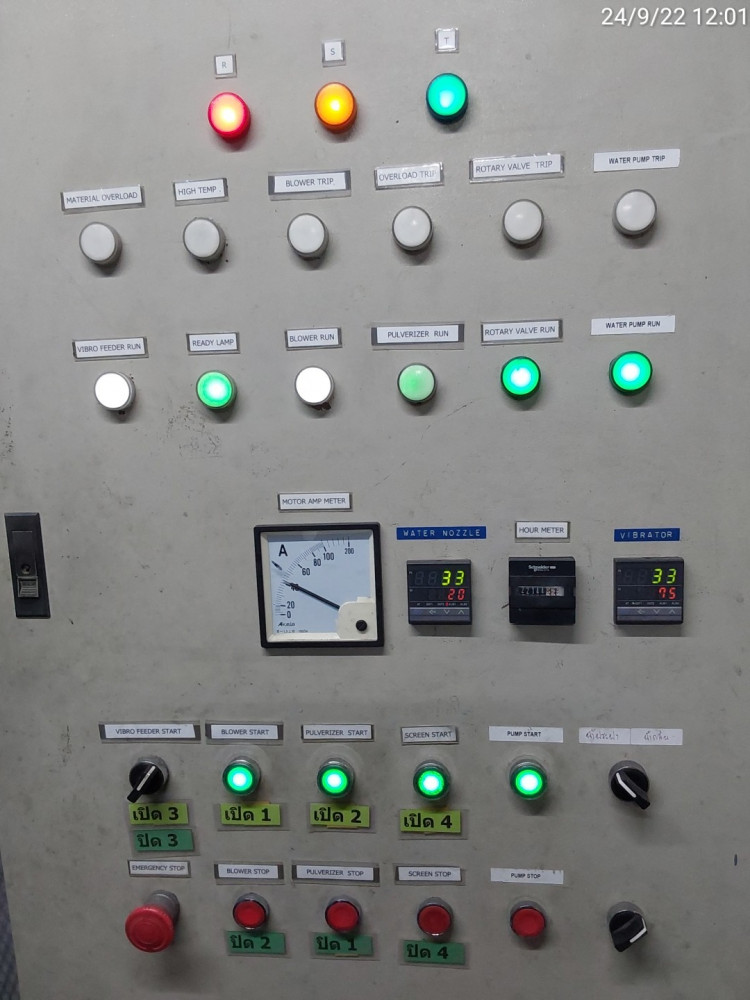 24/9/22 12:01
R
S
T
MATERIAL OVERLOAD
HIGH TEMP .
BLOWER TRIP
OVERLOAD TRIP
ROTARY VALVE TRIP
WATER PUMP TRIP
VIBRO FEEDER RUN
READY LAMP
BLOWER RUN
PULVERIZER RUN
ROTARY VALVE RUN
WATER PUMP RUN
MOTOR AMP METER
WATER NOZZLE
HOUR METER
VIBRATOR
A
0
20
60
80
100
200
33
20
Schneider
33
75
VIBRO FEEDER START
BLOWER START
PULVERIZER START
SCREEN START
PUMP START
เปิด 3
เปิด 1
เปิด 2
เปิด 4
ปิด 3
EMERGENCY STOP
BLOWER STOP
PULVERIZER STOP
SCREEN STOP
PUMP STOP
ปิด 2
ปิด 1
ปิด 4